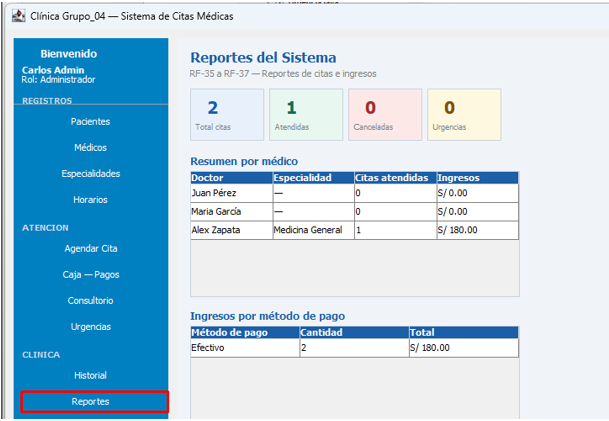 Clínica Grupo_04 — Sistema de Citas Médicas
Bienvenido
Carlos Admin
Rol: Administrador
REGISTROS
Pacientes
Médicos
Especialidades
Horarios
ATENCION
Agendar Cita
Caja — Pagos
Consultorio
Urgencias
CLINICA
Historial
Reportes
Reportes del Sistema
RF-35 a RF-37 — Reportes de citas e ingresos
2 1 0 0
Total citas Atendidas Canceladas Urgencias
Resumen por médico
Doctor Especialidad Citas atendidas Ingresos
Juan Pérez — 0 S/ 0.00
Maria García — 0 S/ 0.00
Alex Zapata Medicina General 1 S/ 180.00
Ingresos por método de pago
Método de pago Cantidad Total
Efectivo 2 S/ 180.00